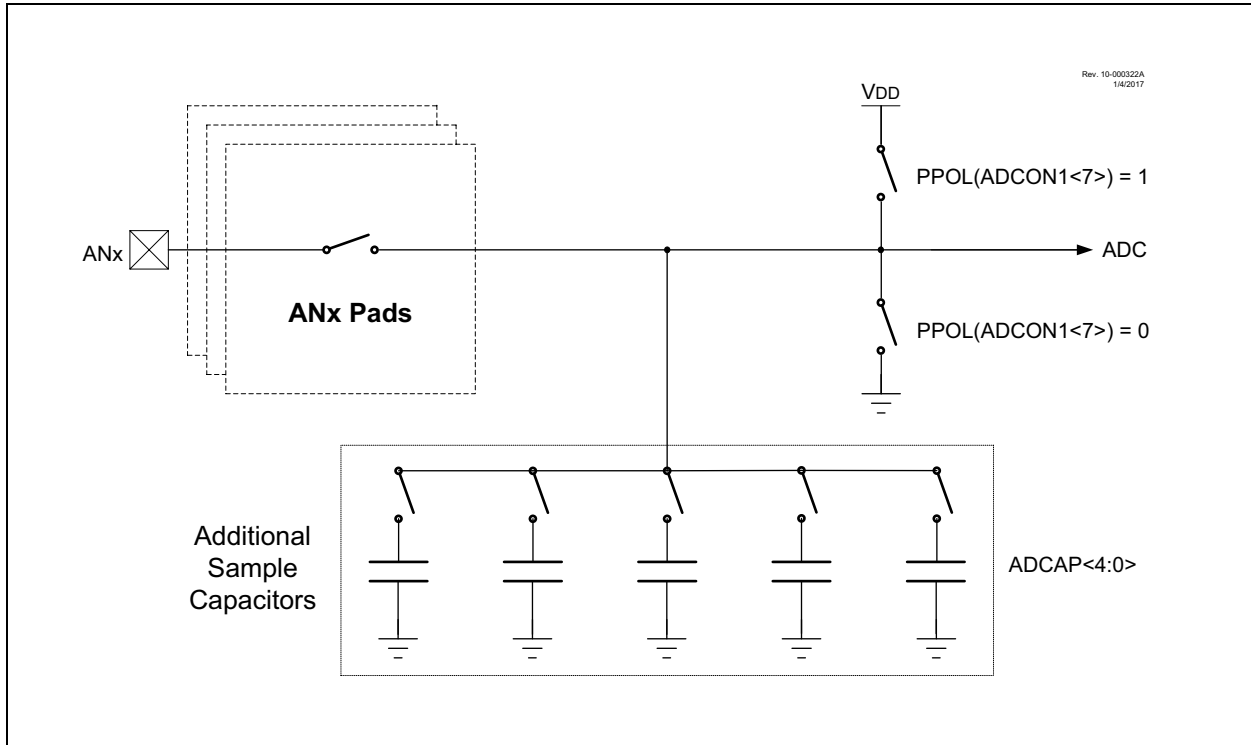 Rev. 10-000322A
1/4/2017
VDD
PPOL(ADCON1<7>) = 1
ANx
ADC
ANx Pads
PPOL(ADCON1<7>) = 0
Additional
Sample
Capacitors
ADCAP<4:0>